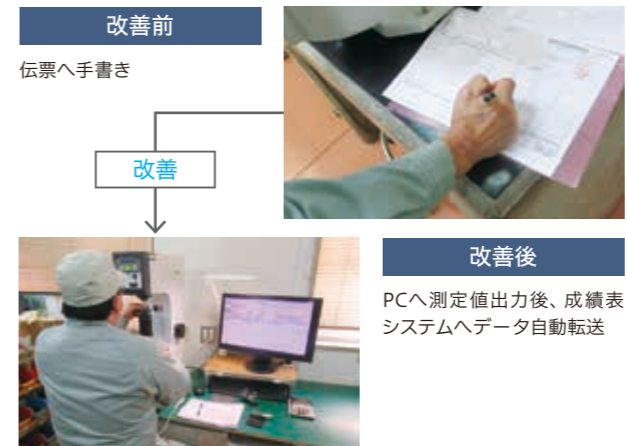 改善前
伝票へ手書き
改善
改善後
PCへ測定値出力後、成績表
システムへデータ自動転送